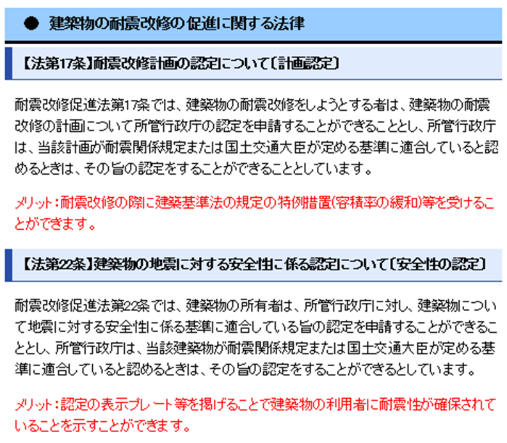 ● 建築物の耐震改修の促進に関する法律
【法第17条】耐震改修計画の認定について〔計画認定〕
耐震改修促進法第17条では、建築物の耐震改修をしようとする者は、建築物の耐震
改修の計画について所管行政庁の認定を申請することができることとし、所管行政庁
は、当該計画が耐震関係規定または国土交通大臣が定める基準に適合していると認
めるときは、その旨の認定をすることができることとしています。
メリット：耐震改修の際に建築基準法の規定の特例措置(容積率の緩和)等を受けるこ
とができます。
【法第22条】建築物の地震に対する安全性に係る認定について〔安全性の認定〕
耐震改修促進法第22条では、建築物の所有者は、所管行政庁に対し、建築物につい
て地震に対する安全性に係る基準に適合している旨の認定を申請することができるこ
ととし、所管行政庁は、当該建築物が耐震関係規定または国土交通大臣が定める基
準に適合していると認めるときは、その旨の認定をすることができるとしています。
メリット：認定の表示プレート等を掲げることで建築物の利用者に耐震性が確保されて
いることを示すことができます。